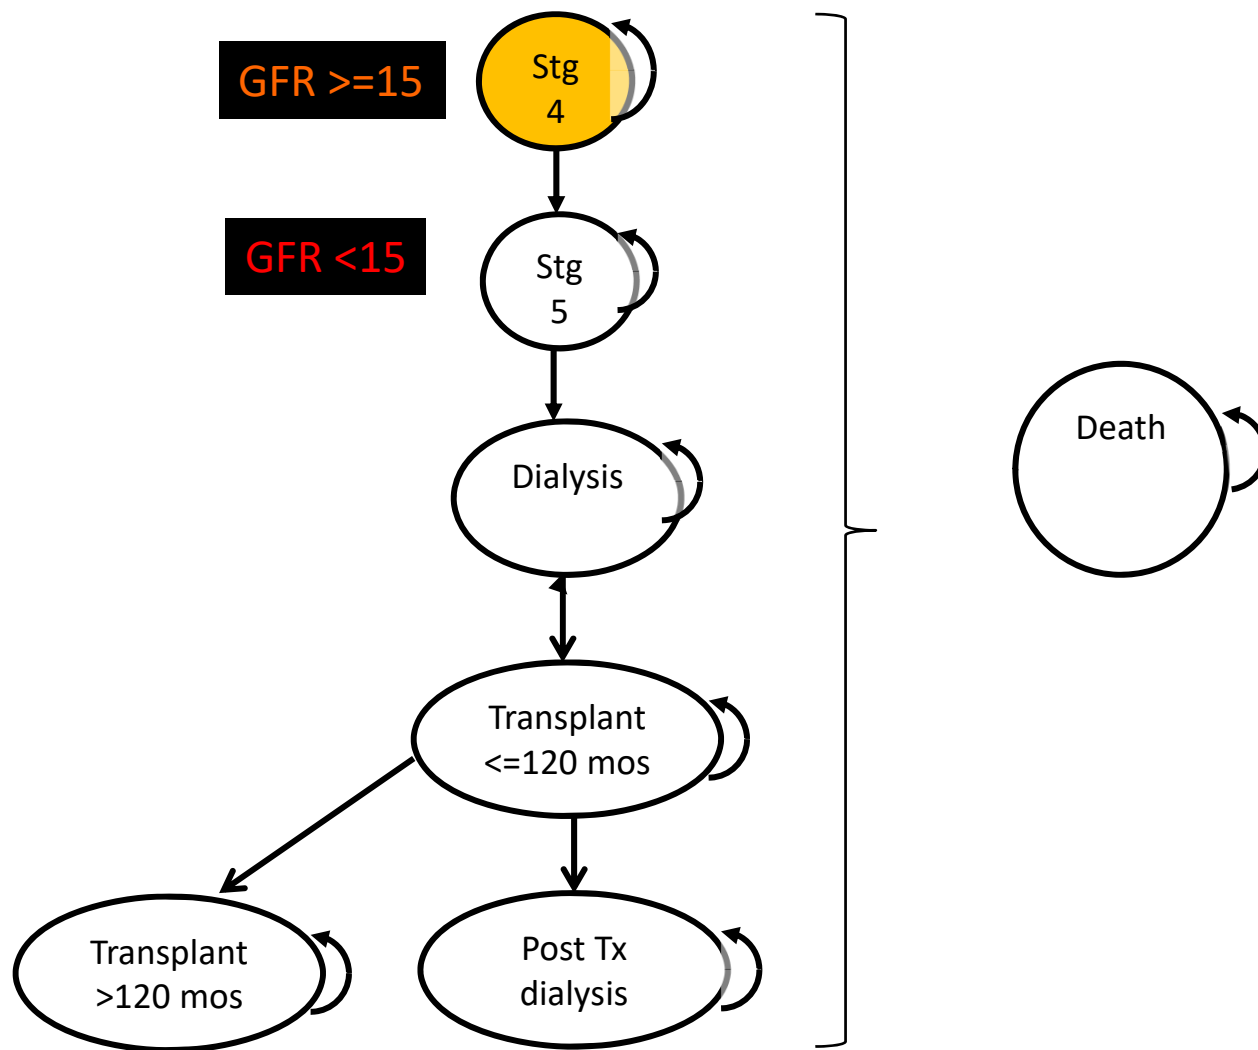 GFR >=15
Stg
4
GFR <15
Stg
5
Dialysis
Death
Transplant
<=120 mos
Transplant
>120 mos
Post Tx
dialysis